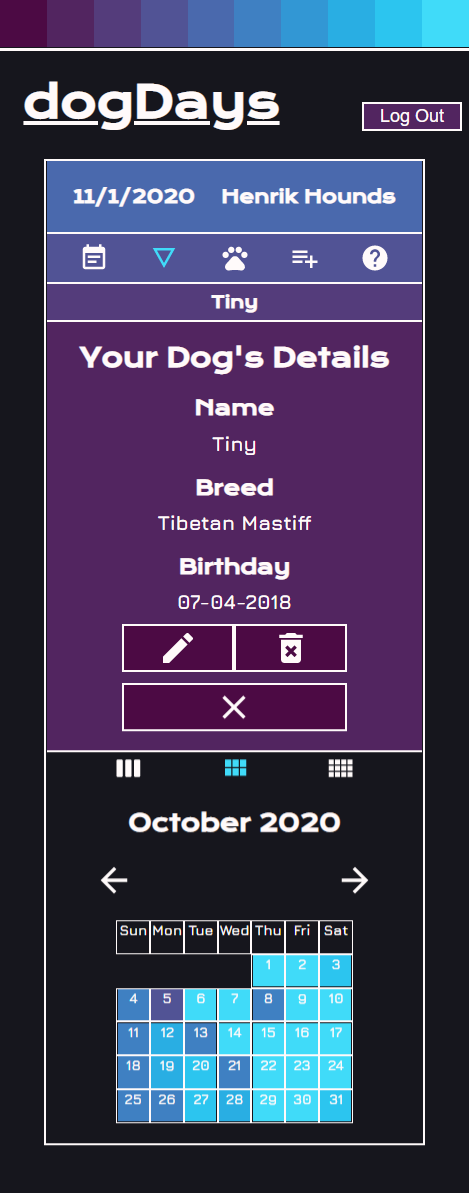 dogDays
Log Out
11/1/2020 Henrik Hounds
Tiny
Your Dog's Details
Name
Tiny
Breed
Tibetan Mastiff
Birthday
07-04-2018
October 2020
Sun Mon Tue Wed Thu Fri Sat
1 2 3
4 5 6 7 8 9 10
11 12 13 14 15 16 17
18 19 20 21 22 23 24
25 26 27 28 29 30 31